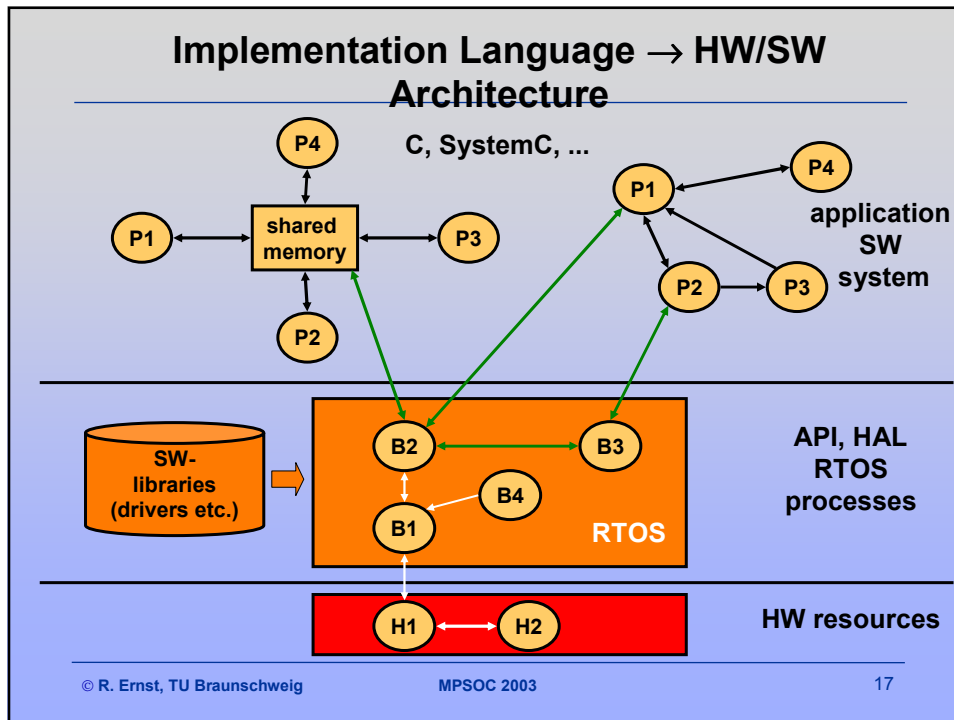 Implementation Language → HW/SW
Architecture
C, SystemC, ...
P4
P1
shared
memory
P3
P2
P1
P4
application
SW
system
P2
P3
SW-
libraries
(drivers etc.)
B2
B3
B4
B1
RTOS
API, HAL
RTOS
processes
H1
H2
HW resources
© R. Ernst, TU Braunschweig
MPSOC 2003
17